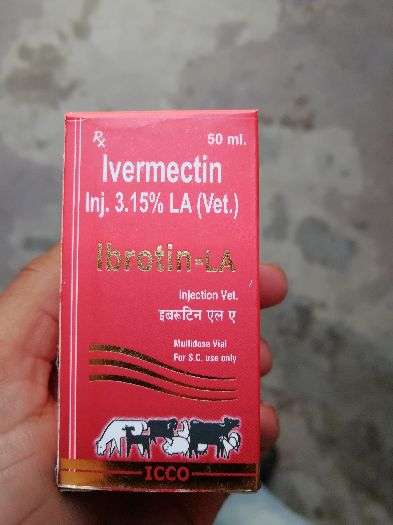 Rx 50 ml.
Ivermectin
Inj. 3.15% LA (Vet.)
Ibrotin-LA
Injection Vet.
इबरूटिन एल ए
Multidose Vial
For S.C. use only
ICCO